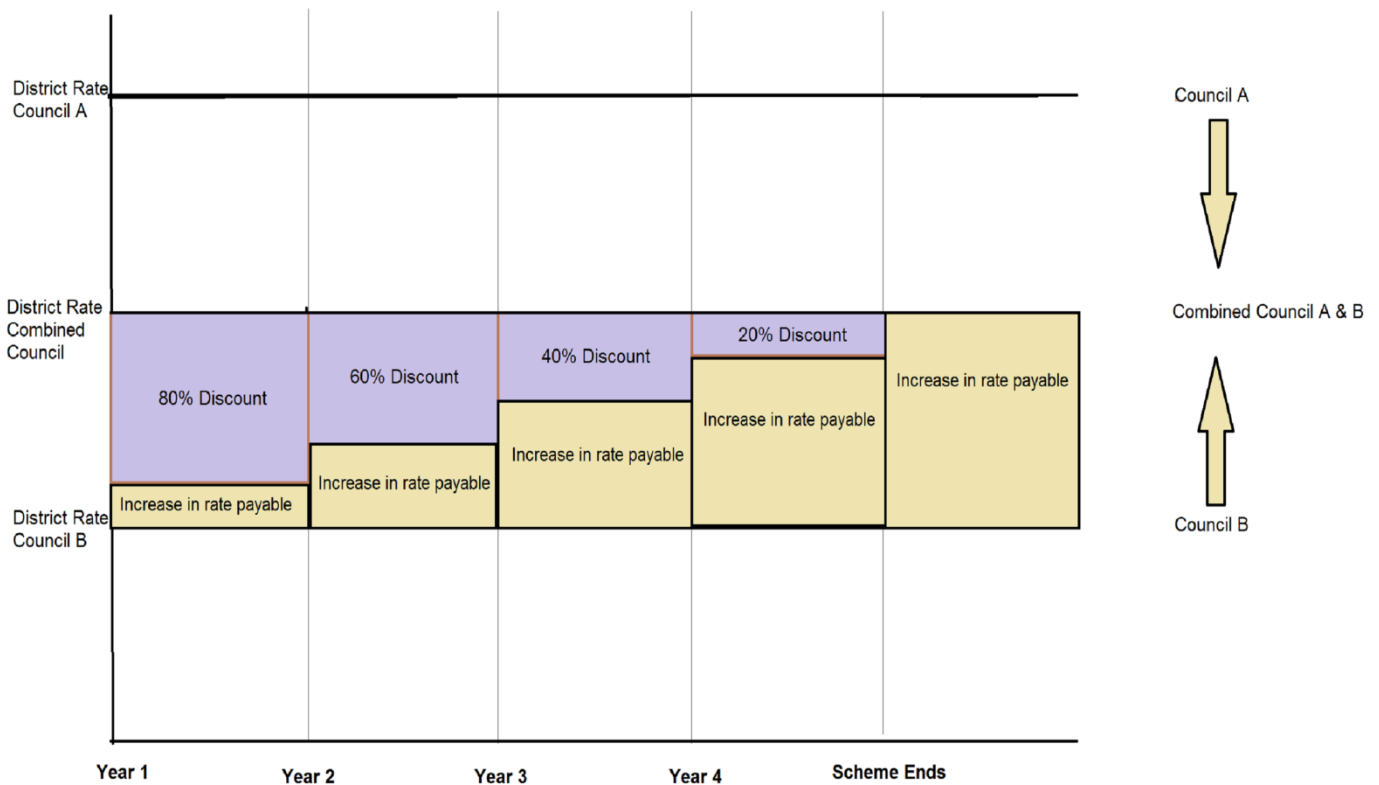 District Rate
Council A
Council A
District Rate
Combined
Council
Combined Council A & B
80% Discount
60% Discount
40% Discount
20% Discount
Increase in rate payable
Increase in rate payable
Increase in rate payable
Increase in rate payable
Increase in rate payable
District Rate
Council B
Council B
Year 1
Year 2
Year 3
Year 4
Scheme Ends